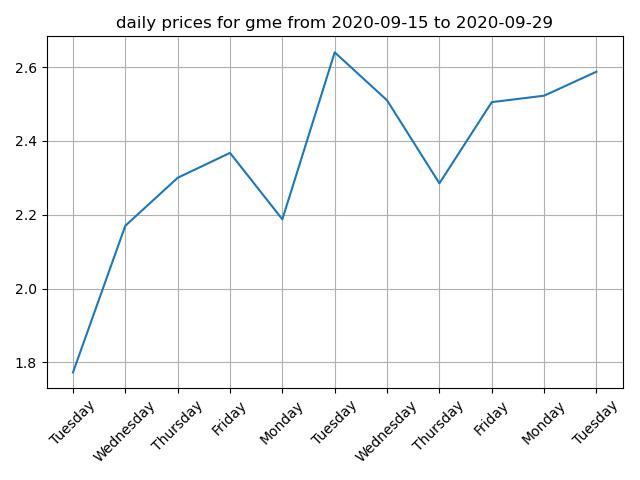 daily prices for gme from 2020-09-15 to 2020-09-29
2.6
2.4
2.2
2.0
1.8
Tuesday
Wednesday
Thursday
Friday
Monday
Tuesday
Wednesday
Thursday
Friday
Monday
Tuesday